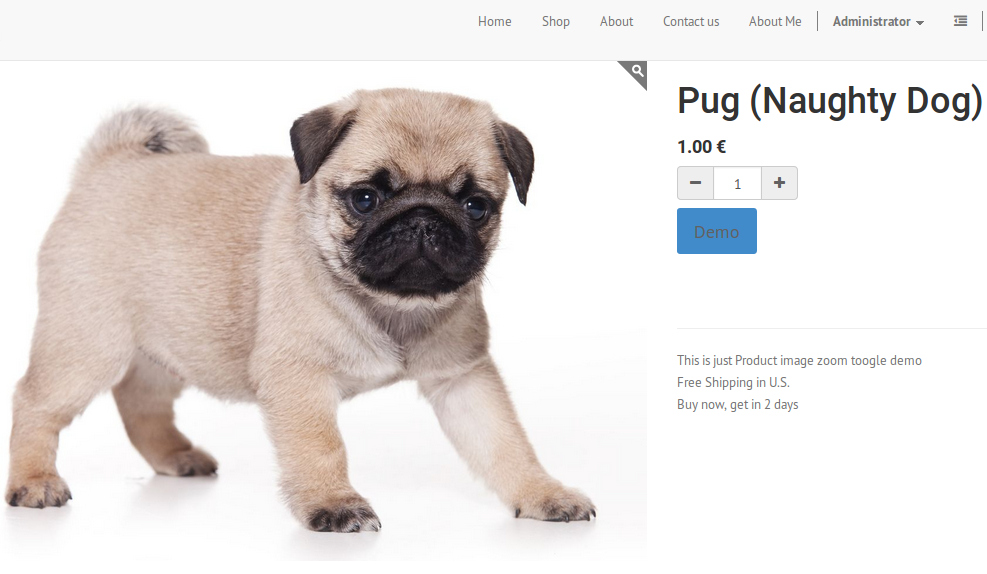 Home Shop About Contact us About Me Administrator
Pug (Naughty Dog)
1.00 €
1
Demo
This is just Product image zoom toogle demo
Free Shipping in U.S.
Buy now, get in 2 days